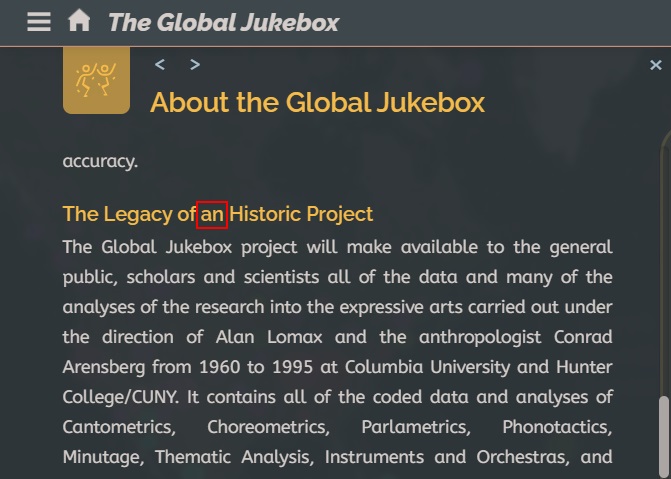 The Global Jukebox
< >
×
About the Global Jukebox
accuracy.
The Legacy of an Historic Project
The Global Jukebox project will make available to the general
public, scholars and scientists all of the data and many of the
analyses of the research into the expressive arts carried out under
the direction of Alan Lomax and the anthropologist Conrad
Arensberg from 1960 to 1995 at Columbia University and Hunter
College/CUNY. It contains all of the coded data and analyses of
Cantometrics, Choreometrics, Parlametrics, Phonotactics,
Minutage, Thematic Analysis, Instruments and Orchestras, and